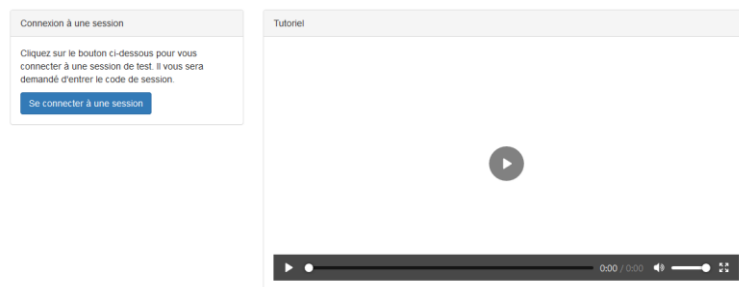 Connexion à une session
Cliquez sur le bouton ci-dessous pour vous
connecter à une session de test. Il vous sera
demandé d'entrer le code de session.
Se connecter à une session
Tutoriel
0:00 / 0:00